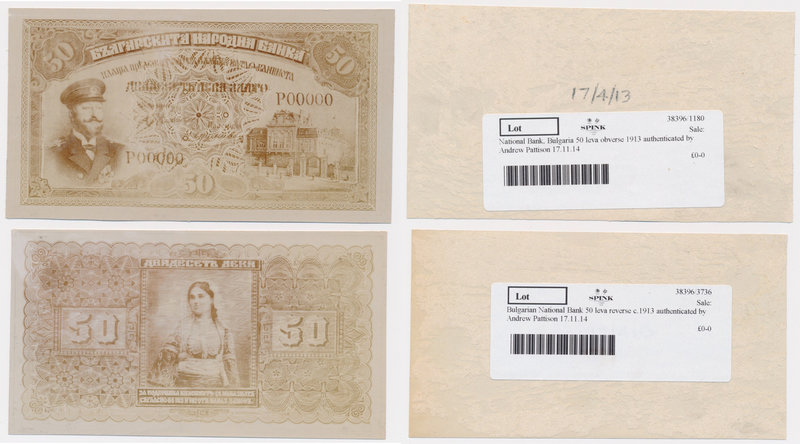 50 50
БЪЛГАРСКАТА НАРОДНА БАНКА
P00000
P00000
50
17/4/13
38396/1180
Lot
SPINK
Sale:
National Bank, Bulgaria 50 leva obverse 1913 authenticated by
Andrew Pattison 17.11.14
£0-0
ДВАДЕСЕТЬ ЛЕКИ
50 50
38396/3736
Lot
SPINK
Sale:
Bulgarian National Bank 50 leva reverse c.1913 authenticated by
Andrew Pattison 17.11.14
£0-0